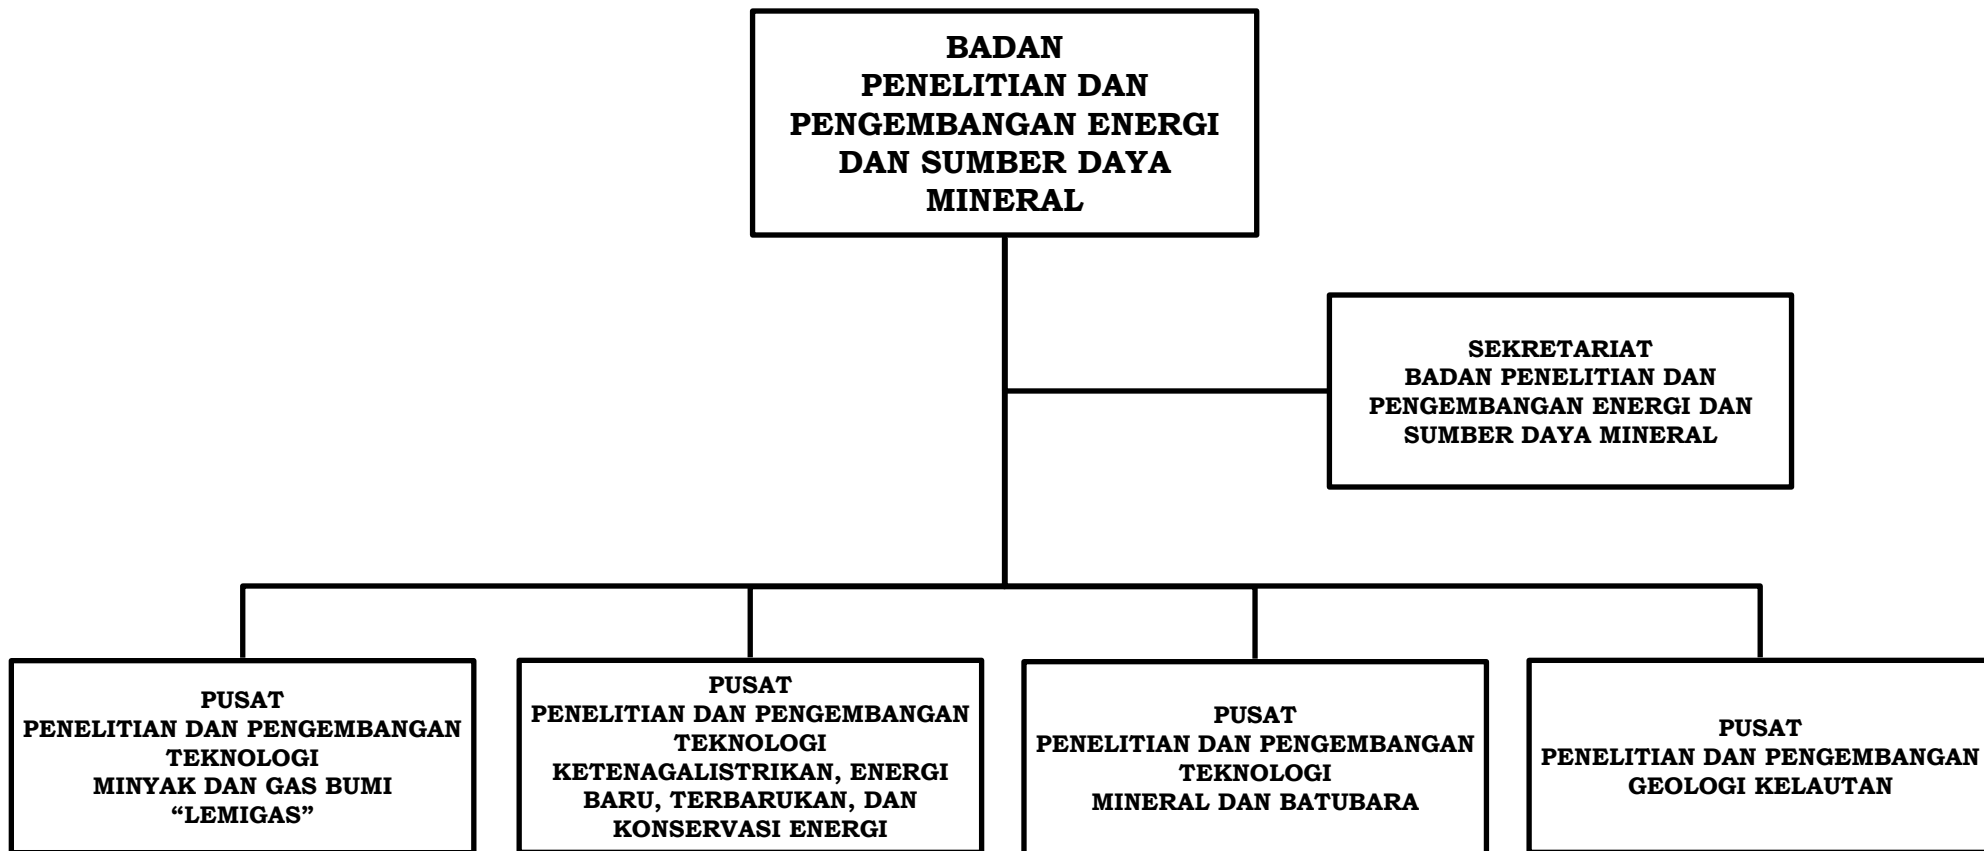 BADAN
PENELITIAN DAN
PENGEMBANGAN ENERGI
DAN SUMBER DAYA
MINERAL
SEKRETARIAT
BADAN PENELITIAN DAN
PENGEMBANGAN ENERGI DAN
SUMBER DAYA MINERAL
PUSAT
PENELITIAN DAN PENGEMBANGAN
TEKNOLOGI
MINYAK DAN GAS BUMI
“LEMIGAS”
PUSAT
PENELITIAN DAN PENGEMBANGAN
TEKNOLOGI
KETENAGALISTRIKAN, ENERGI
BARU, TERBARUKAN, DAN
KONSERVASI ENERGI
PUSAT
PENELITIAN DAN PENGEMBANGAN
TEKNOLOGI
MINERAL DAN BATUBARA
PUSAT
PENELITIAN DAN PENGEMBANGAN
GEOLOGI KELAUTAN